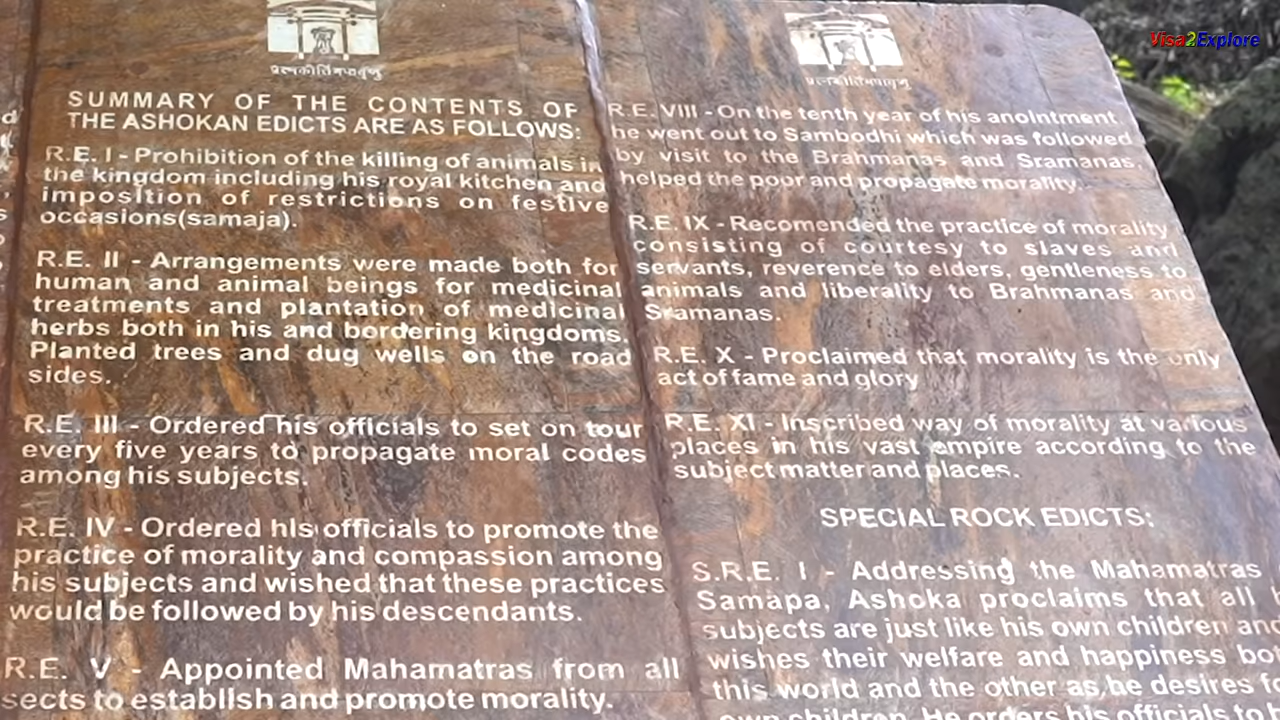 Visa2Explore
SUMMARY OF THE CONTENTS OF
THE ASHOKAN EDICTS ARE AS FOLLOWS:
R.E. I - Prohibition of the killing of animals in
the kingdom including his royal kitchen and
imposition of restrictions on festive
occasions(samaja).
R.E. II - Arrangements were made both for
human and animal beings for medicinal
treatments and plantation of medicinal
herbs both in his and bordering kingdoms.
Planted trees and dug wells on the road
sides.
R.E. III - Ordered his officials to set on tour
every five years to propagate moral codes
among his subjects.
R.E. IV - Ordered his officials to promote the
practice of morality and compassion among
his subjects and wished that these practices
would be followed by his descendants.
R.E. V - Appointed Mahamatras from all
sects to establish and promote morality.
R.E. VIII - On the tenth year of his anointment
he went out to Sambodhi which was followed
by visit to the Brahmanas and Sramanas,
helped the poor and propagate morality.
R.E. IX - Recomended the practice of morality
consisting of courtesy to slaves and
servants, reverence to elders, gentleness to
animals and liberality to Brahmanas and
Sramanas.
R.E. X - Proclaimed that morality is the only
act of fame and glory
R.E. XI - Inscribed way of morality at various
places in his vast empire according to the
subject matter and places.
SPECIAL ROCK EDICTS:
S.R.E. I - Addressing the Mahamatras
Samapa, Ashoka proclaims that all
subjects are just like his own children and
wishes their welfare and happiness
this world and the other as he desires
own children. He orders his officials to